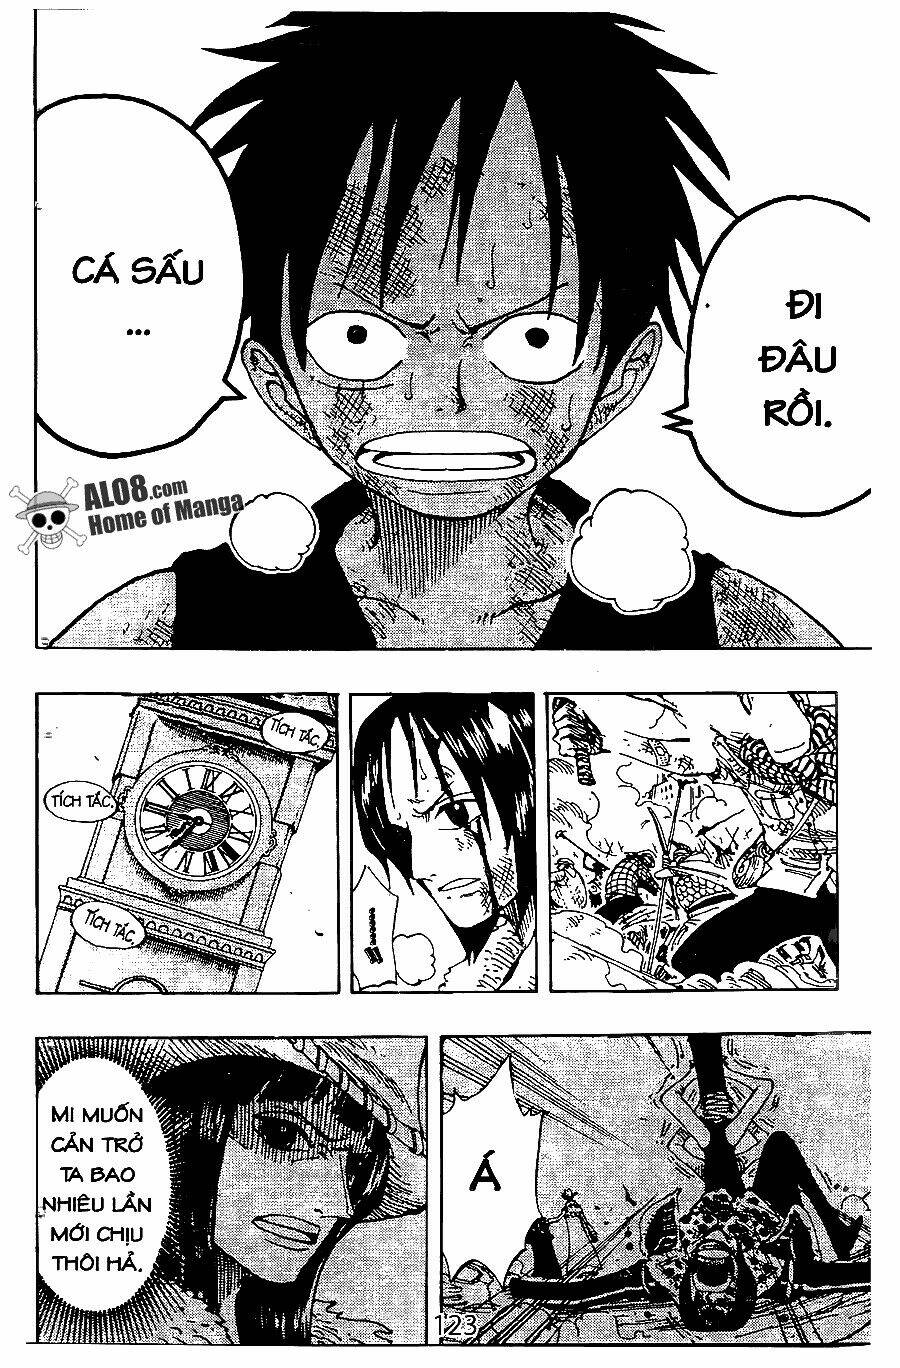 CÁ SẤU
...
ĐI
ĐÂU
RỒI.
ALO8.com
Home of Manga
TÍCH TẮC.
TÍCH TẮC.
TÍCH TẮC.
MI MUỐN
CẢN TRỞ
TA BAO
NHIÊU LẦN
MỚI CHỊU
THÔI HẢ.
Á
123